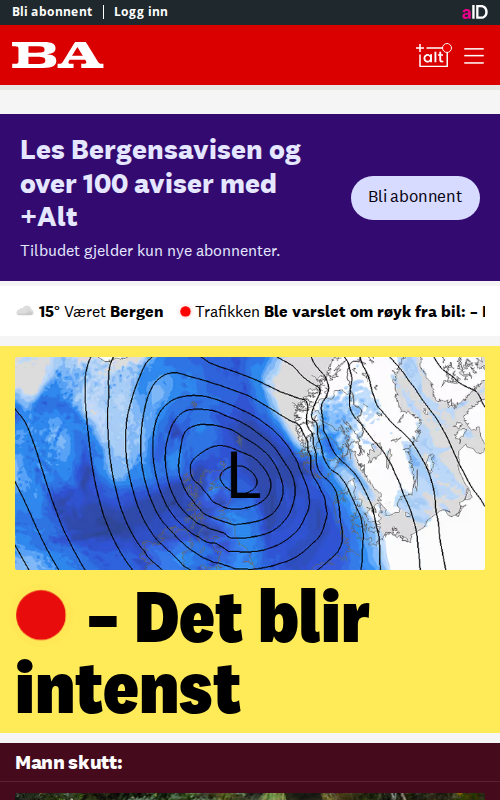 Bli abonnent | Logg inn
aID
BA
+alt
Les Bergensavisen og
over 100 aviser med
+Alt
Bli abonnent
Tilbudet gjelder kun nye abonnenter.
15° Været Bergen Trafikken Ble varslet om røyk fra bil: –
L
– Det blir
intenst
Mann skutt: